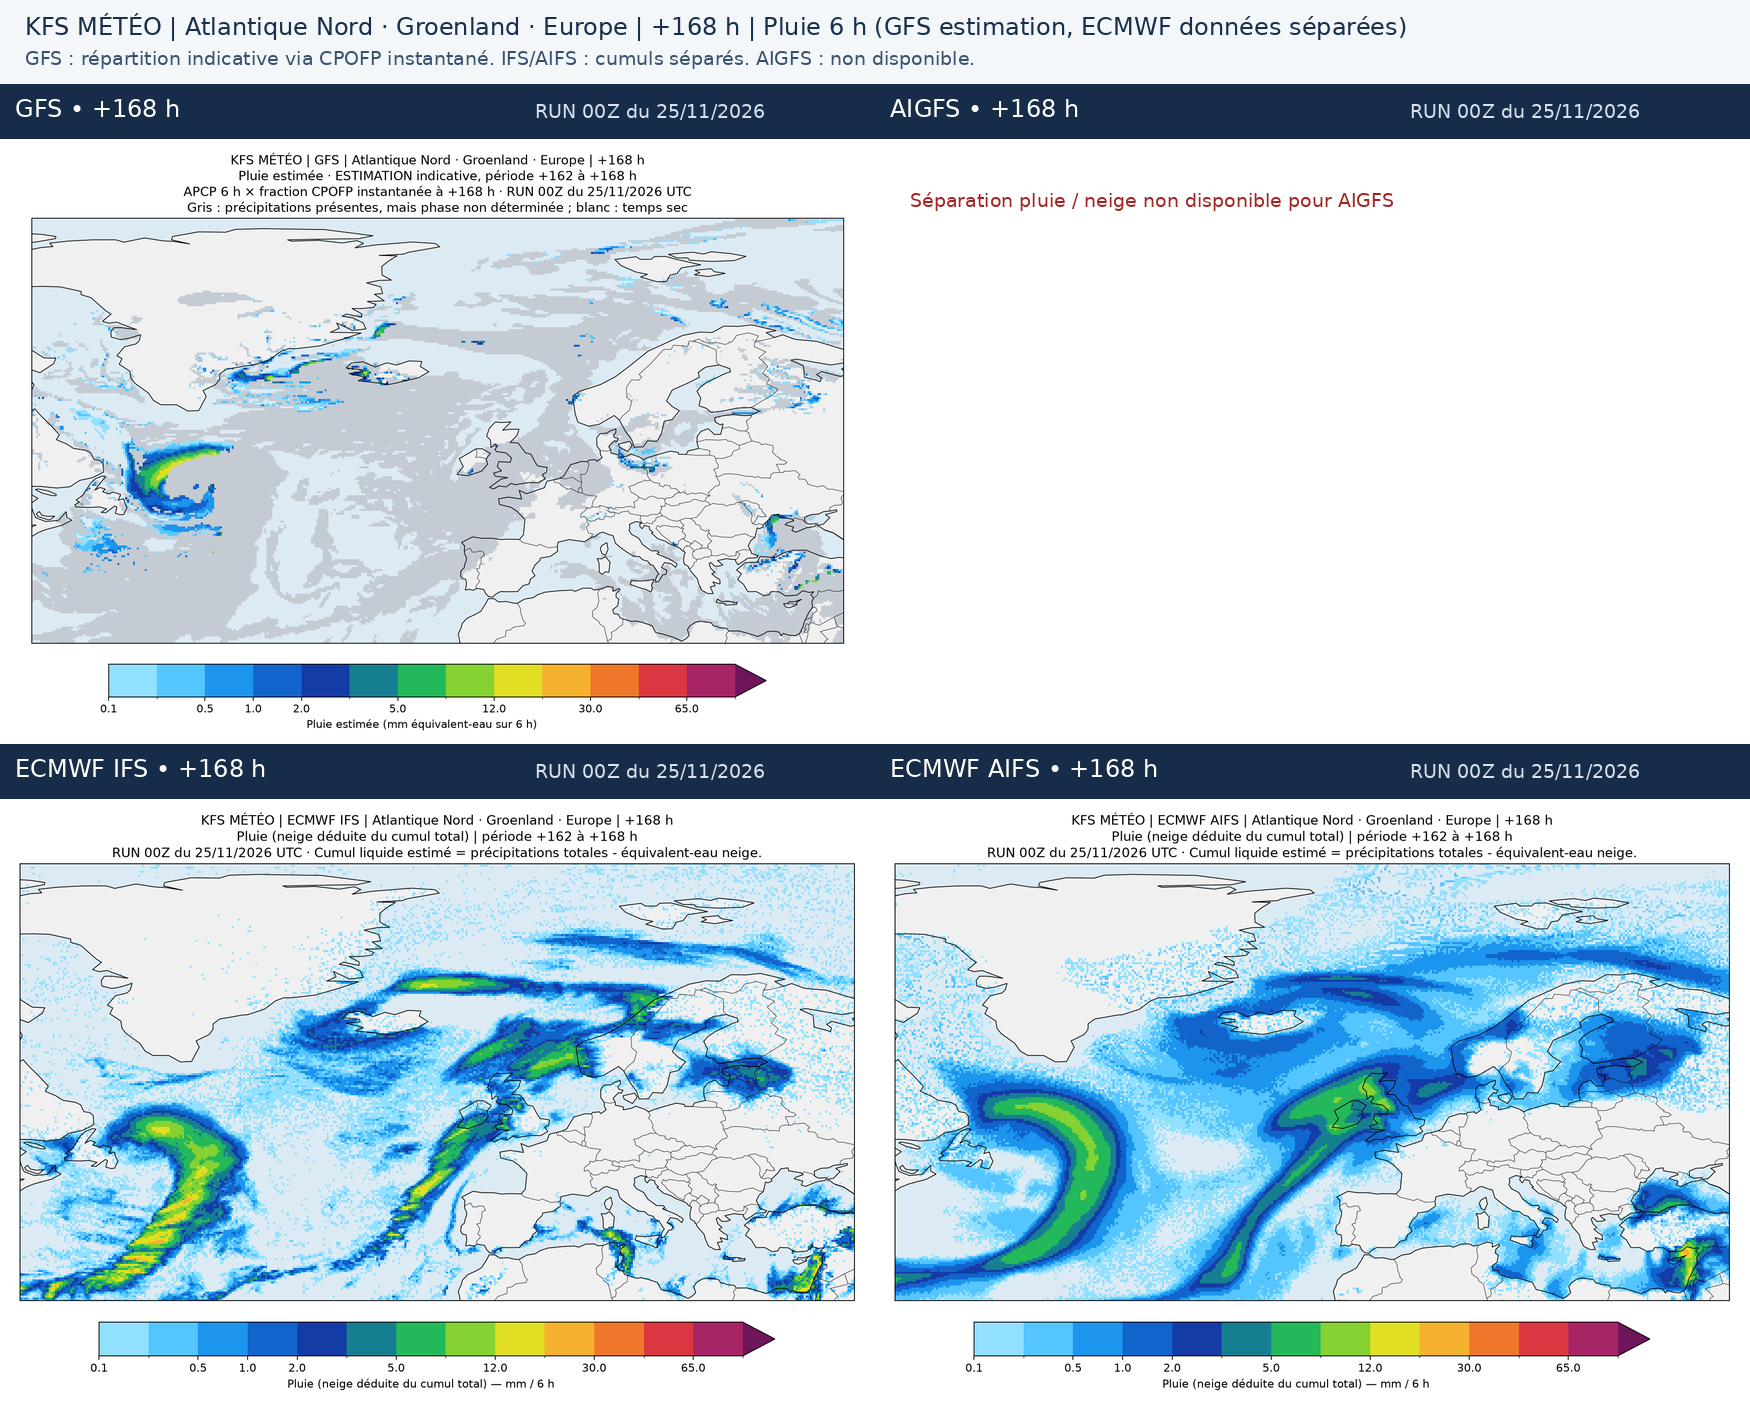 KFS MÉTÉO | Atlantique Nord · Groenland · Europe | +168 h | Pluie 6 h (GFS estimation, ECMWF données séparées)
GFS : répartition indicative via CPOFP instantané. IFS/AIFS : cumuls séparés. AIGFS : non disponible.
GFS • +168 h
RUN 00Z du 25/11/2026
AIGFS • +168 h
RUN 00Z du 25/11/2026
KFS MÉTÉO | GFS | Atlantique Nord · Groenland · Europe | +168 h
Pluie estimée · ESTIMATION indicative, période +162 à +168 h
APCP 6 h × fraction CPOFP instantanée à +168 h · RUN 00Z du 25/11/2026 UTC
Gris : précipitations présentes, mais phase non déterminée ; blanc : temps sec
Séparation pluie / neige non disponible pour AIGFS
0.1 0.5 1.0 2.0 5.0 12.0 30.0 65.0
Pluie estimée (mm équivalent-eau sur 6 h)
ECMWF IFS • +168 h
RUN 00Z du 25/11/2026
ECMWF AIFS • +168 h
RUN 00Z du 25/11/2026
KFS MÉTÉO | ECMWF IFS | Atlantique Nord · Groenland · Europe | +168 h
Pluie (neige déduite du cumul total) | période +162 à +168 h
RUN 00Z du 25/11/2026 UTC · Cumul liquide estimé = précipitations totales - équivalent-eau neige.
0.1 0.5 1.0 2.0 5.0 12.0 30.0 65.0
Pluie (neige déduite du cumul total) — mm / 6 h
KFS MÉTÉO | ECMWF AIFS | Atlantique Nord · Groenland · Europe | +168 h
Pluie (neige déduite du cumul total) | période +162 à +168 h
RUN 00Z du 25/11/2026 UTC · Cumul liquide estimé = précipitations totales - équivalent-eau neige.
0.1 0.5 1.0 2.0 5.0 12.0 30.0 65.0
Pluie (neige déduite du cumul total) — mm / 6 h